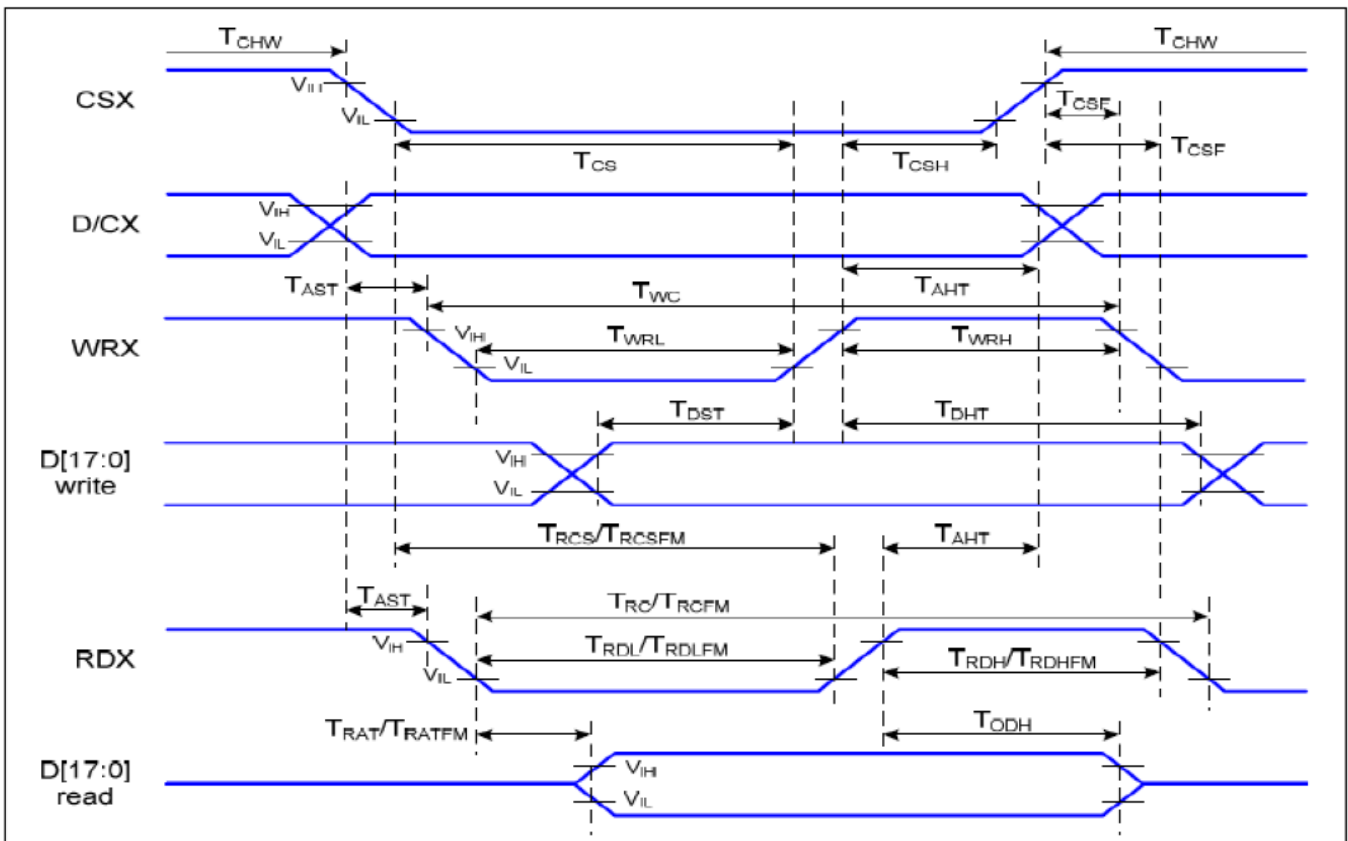 TCHW TCHW
CSX VIH TCSF
VIL TCSF
TCS TCSH
D/CX VIH
VIL
TAST TWC TAHT
WRX VIH TWRL TWRH
VIL
TDST TDHT
D[17:0] VIH
write VIL
TRCS/TRCSFM TAHT
TAST TRC/TRCFM
RDX VIH TRDL/TRDLFM TRDH/TRDHFM
VIL
TRAT/TRATFM TODH
D[17:0] VIH
read VIL